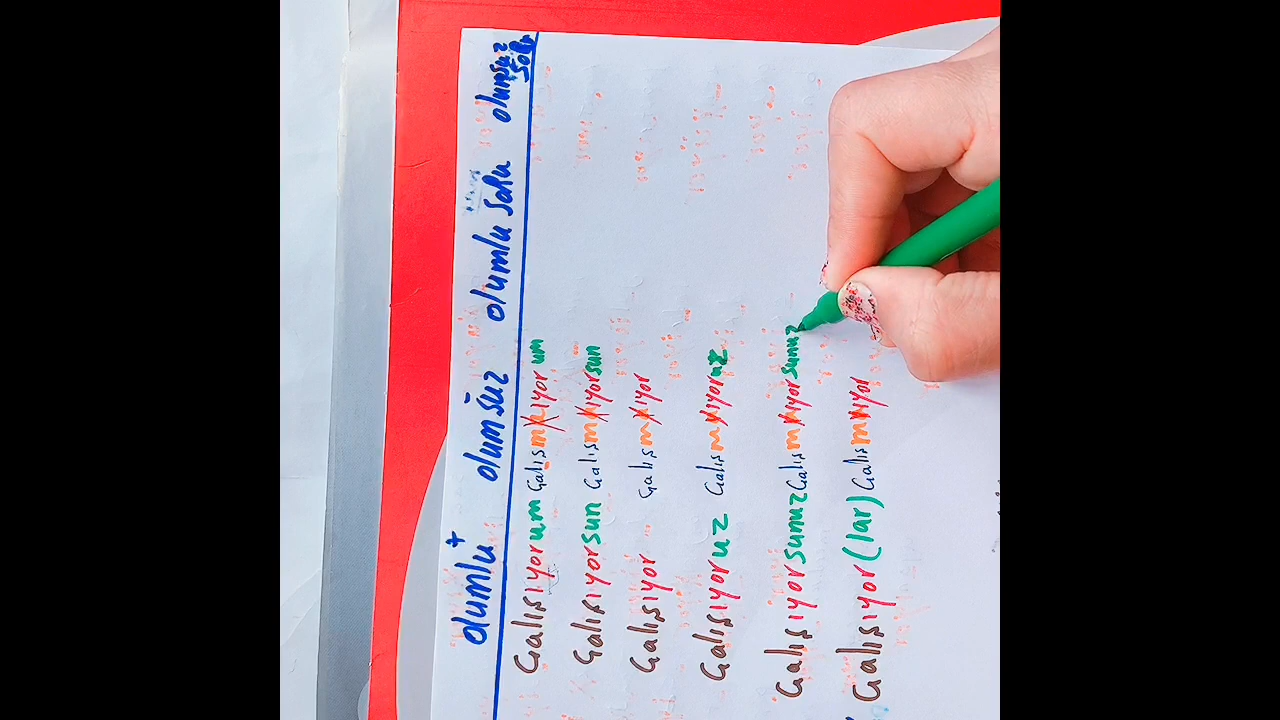 olumlu+ olumsuz olumlu soru olumsuz soru
Çalışıyorum Çalışmıyorum
Çalışıyorsun Çalışmıyorsun
Çalışıyor Çalışmıyor
Çalışıyoruz Çalışmıyoruz
Çalışıyorsunuz Çalışmıyorsunuz
Çalışıyor(lar) Çalışmıyor